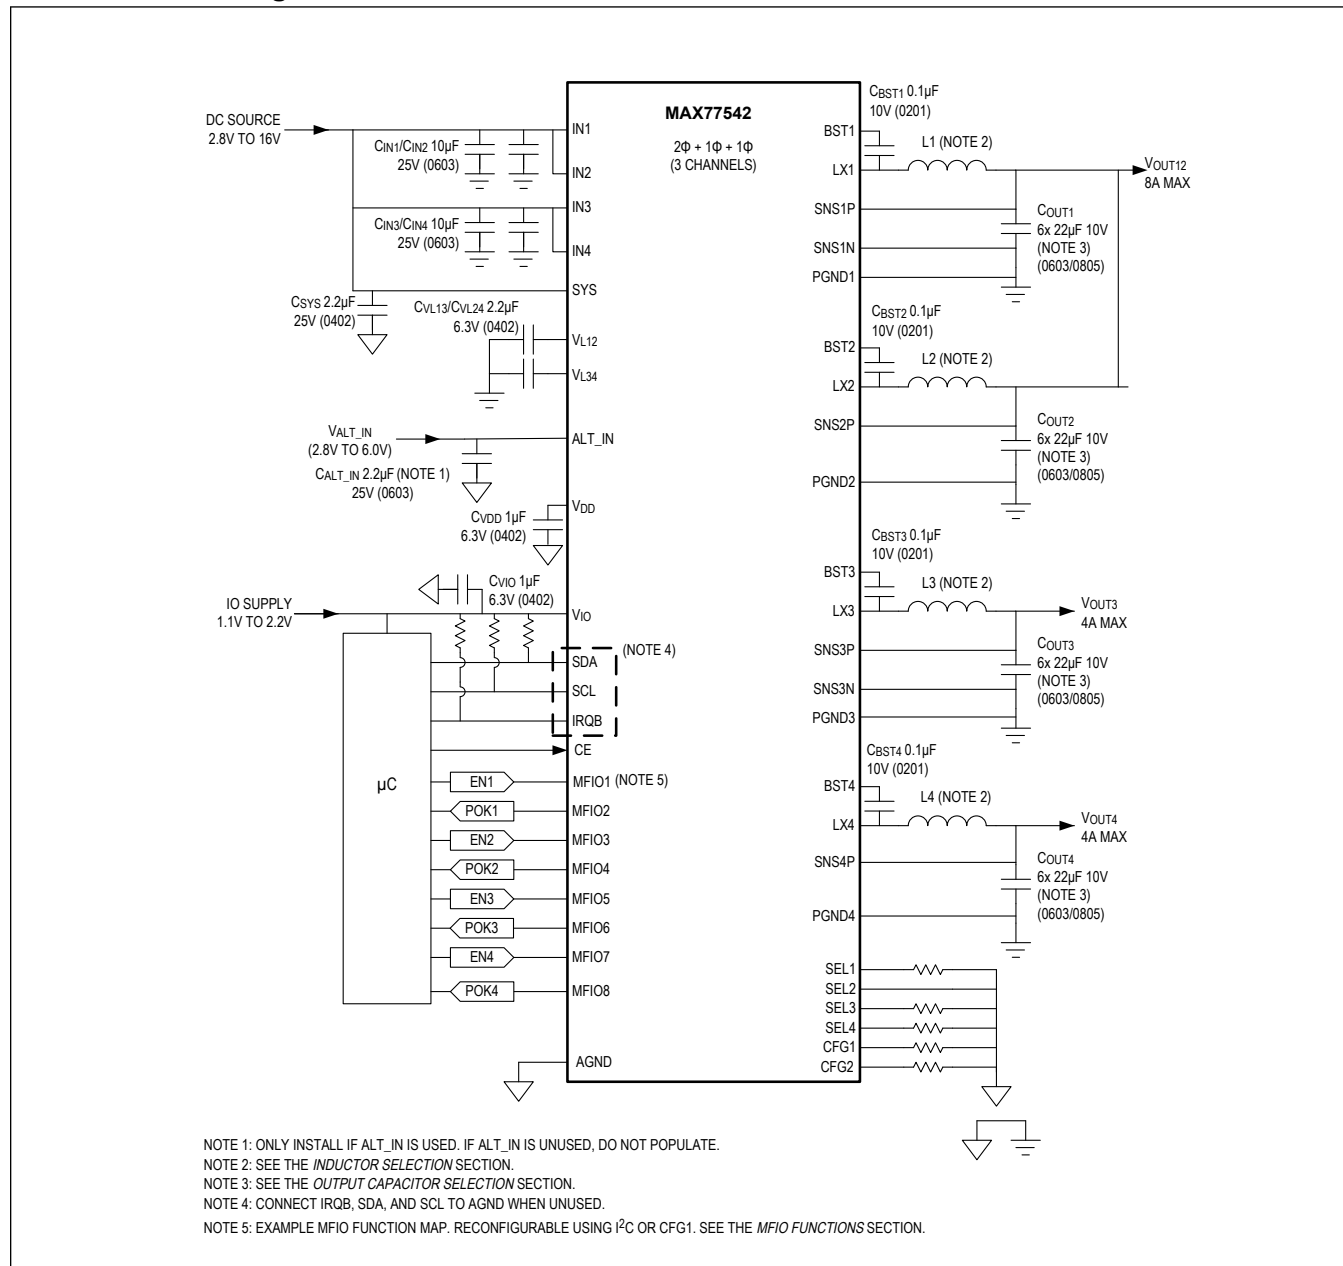 MAX77542
2Φ + 1Φ + 1Φ
(3 CHANNELS)
DC SOURCE
2.8V TO 16V
CIN1/CIN2 10µF
25V (0603)
CIN3/CIN4 10µF
25V (0603)
CSYS 2.2µF
25V (0402)
CVL13/CVL24 2.2µF
6.3V (0402)
VALT_IN
(2.8V TO 6.0V)
CALT_IN 2.2µF (NOTE 1)
25V (0603)
CVDD 1µF
6.3V (0402)
CVIO 1µF
6.3V (0402)
IO SUPPLY
1.1V TO 2.2V
µC
EN1
POK1
EN2
POK2
EN3
POK3
EN4
POK4
IN1
IN2
IN3
IN4
SYS
VL12
VL34
ALT_IN
VDD
VIO
SDA
(NOTE 4)
SCL
IRQB
CE
MFIO1 (NOTE 5)
MFIO2
MFIO3
MFIO4
MFIO5
MFIO6
MFIO7
MFIO8
AGND
CBST1 0.1µF
10V (0201)
BST1
L1 (NOTE 2)
LX1
VOUT12
8A MAX
SNS1P
COUT1
6x 22µF 10V
(NOTE 3)
(0603/0805)
SNS1N
PGND1
CBST2 0.1µF
10V (0201)
BST2
L2 (NOTE 2)
LX2
SNS2P
COUT2
6x 22µF 10V
(NOTE 3)
(0603/0805)
PGND2
CBST3 0.1µF
10V (0201)
BST3
L3 (NOTE 2)
LX3
VOUT3
4A MAX
SNS3P
COUT3
6x 22µF 10V
(NOTE 3)
(0603/0805)
SNS3N
PGND3
CBST4 0.1µF
10V (0201)
BST4
L4 (NOTE 2)
LX4
VOUT4
4A MAX
SNS4P
COUT4
6x 22µF 10V
(NOTE 3)
(0603/0805)
PGND4
SEL1
SEL2
SEL3
SEL4
CFG1
CFG2
NOTE 1: ONLY INSTALL IF ALT_IN IS USED. IF ALT_IN IS UNUSED, DO NOT POPULATE.
NOTE 2: SEE THE INDUCTOR SELECTION SECTION.
NOTE 3: SEE THE OUTPUT CAPACITOR SELECTION SECTION.
NOTE 4: CONNECT IRQB, SDA, AND SCL TO AGND WHEN UNUSED.
NOTE 5: EXAMPLE MFIO FUNCTION MAP. RECONFIGURABLE USING I2C OR CFG1. SEE THE MFIO FUNCTIONS SECTION.